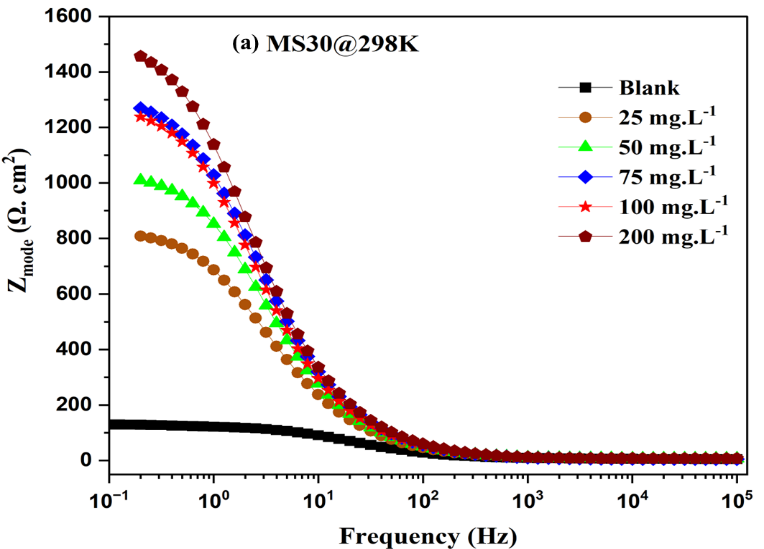 (a) MS30@298K
1600
1400
1200
1000
800
600
400
200
0
Z_mode (Ω. cm²)
Blank
25 mg.L⁻¹
50 mg.L⁻¹
75 mg.L⁻¹
100 mg.L⁻¹
200 mg.L⁻¹
10⁻¹ 10⁰ 10¹ 10² 10³ 10⁴ 10⁵
Frequency (Hz)